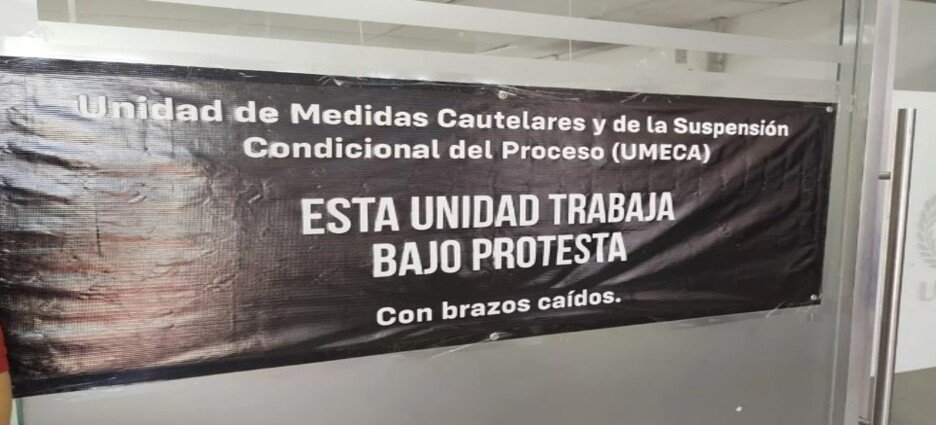 Unidad de Medidas Cautelares y de la Suspensión
Condicional del Proceso (UMECA)
ESTA UNIDAD TRABAJA
BAJO PROTESTA
Con brazos caídos.